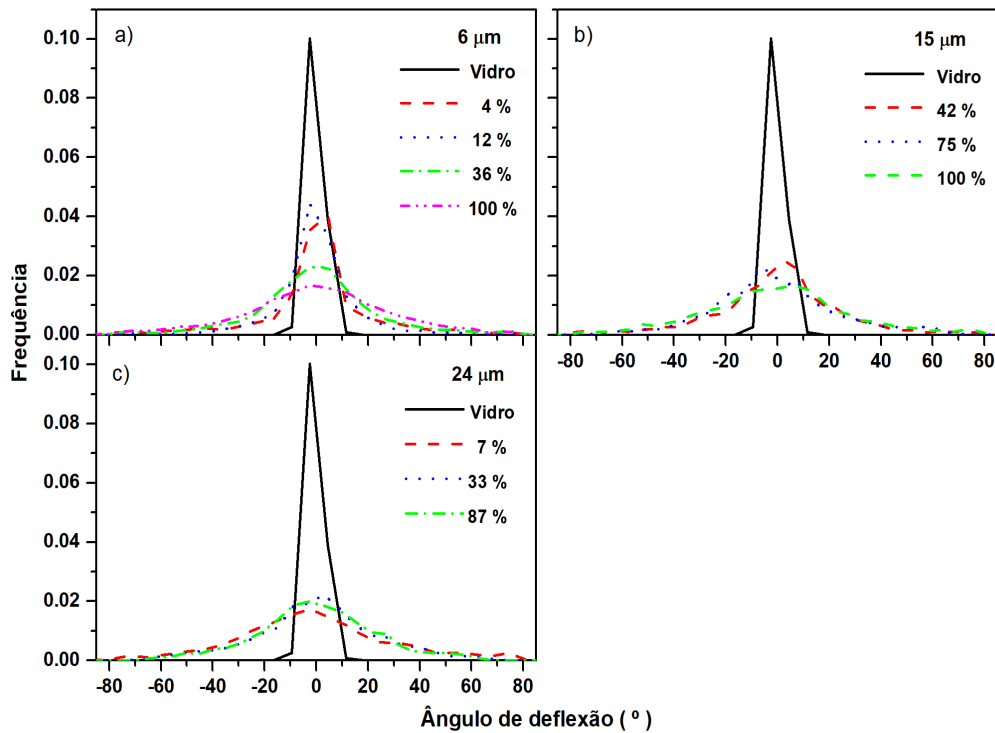 a)
6 μm
Vidro
4 %
12 %
36 %
100 %
0.10
0.08
0.06
0.04
0.02
0.00
b)
15 μm
Vidro
42 %
75 %
100 %
-80 -60 -40 -20 0 20 40 60 80
Frequência
c)
24 μm
Vidro
7 %
33 %
87 %
0.10
0.08
0.06
0.04
0.02
0.00
-80 -60 -40 -20 0 20 40 60 80
Ângulo de deflexão ( º )